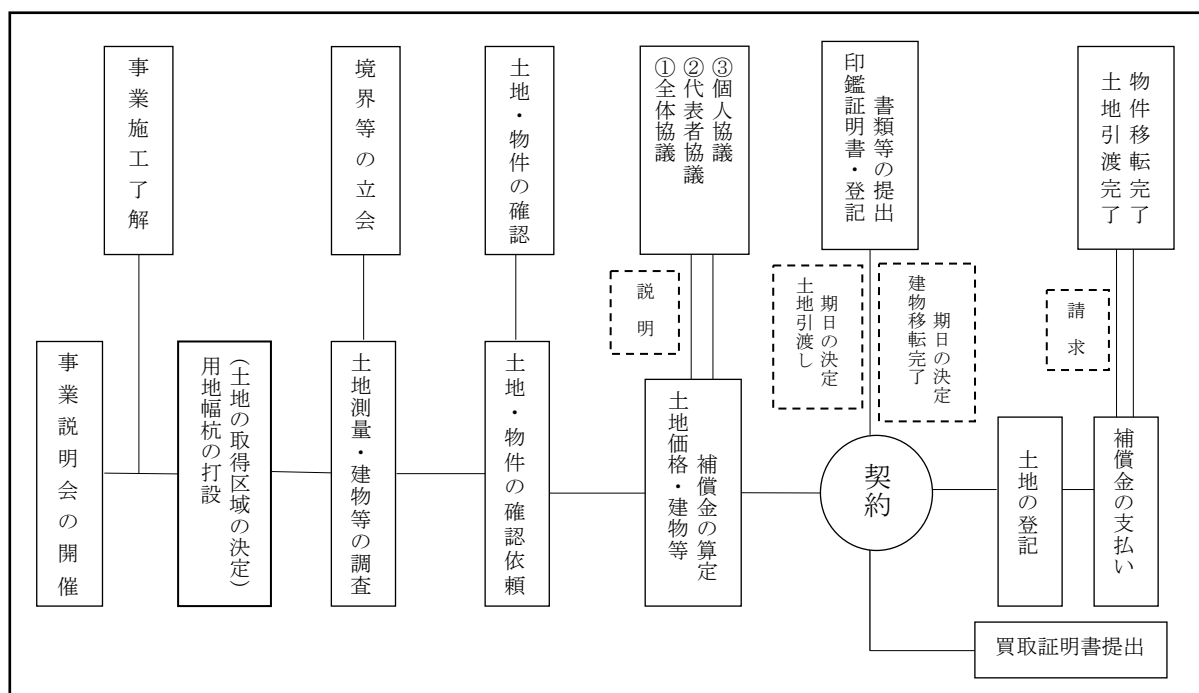 事業施工了解
境界等の立会
土地・物件の確認
①全体協議
②代表者協議
③個人協議
印鑑証明書・登記
書類等の提出
土地引渡完了
物件移転完了
説明
土地引渡し
期日の決定
建物移転完了
期日の決定
請求
事業説明会の開催
用地幅杭の打設
(土地の取得区域の決定)
土地測量・建物等の調査
土地・物件の確認依頼
土地価格・建物等
補償金の算定
契約
土地の登記
補償金の支払い
買取証明書提出